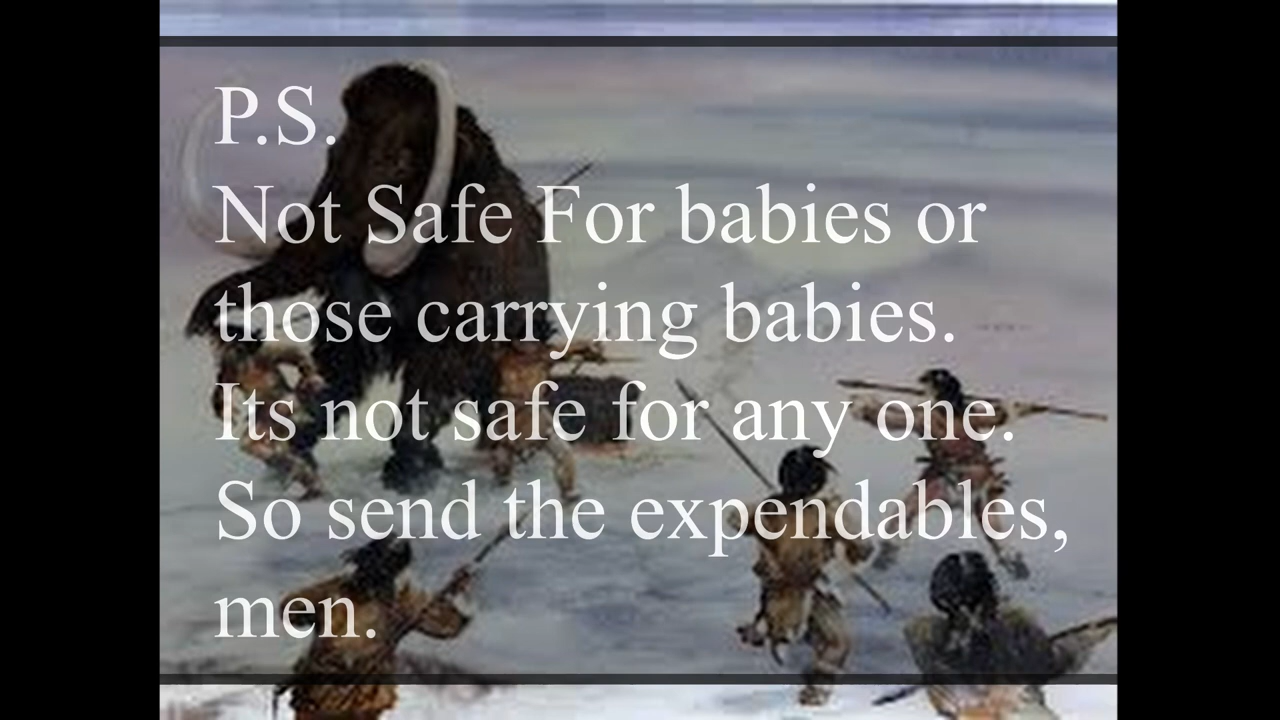 P.S.
Not Safe For babies or
those carrying babies.
Its not safe for any one.
So send the expendables,
men.